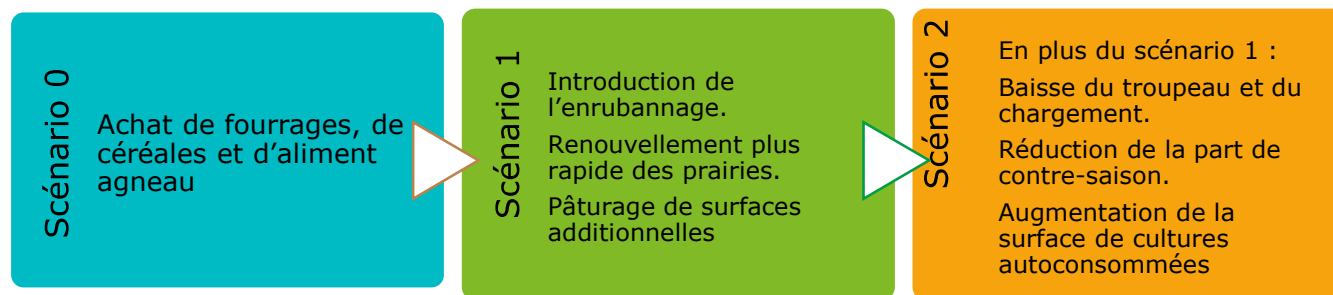 Scénario 0
Achat de fourrages, de
céréales et d’aliment
agneau
Scénario 1
Introduction de
l’enrubannage.
Renouvellement plus
rapide des prairies.
Pâturage de surfaces
additionnelles
Scénario 2
En plus du scénario 1 :
Baisse du troupeau et du
chargement.
Réduction de la part de
contre-saison.
Augmentation de la
surface de cultures
autoconsommées